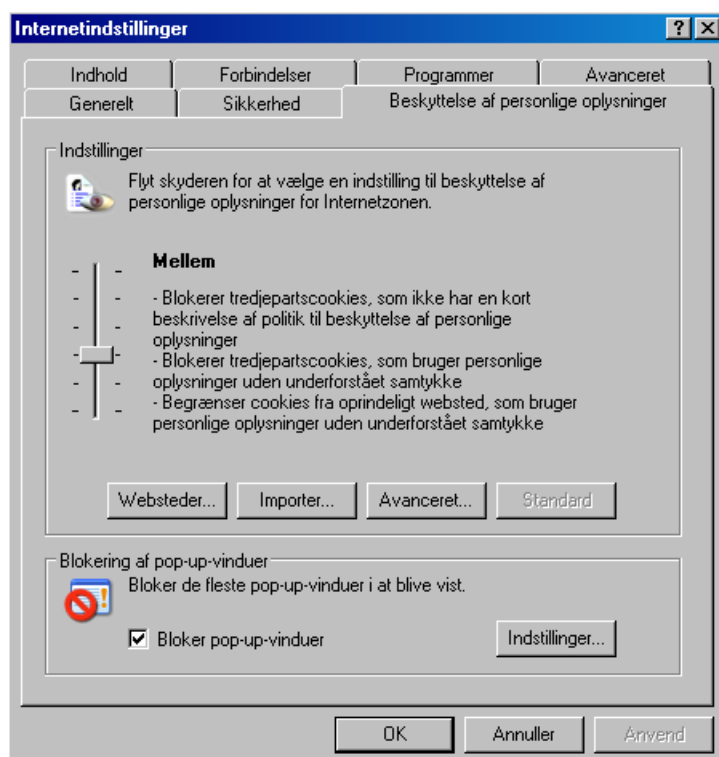 Internetindstillinger
Indhold Forbindelser Programmer Avanceret
Generelt Sikkerhed Beskyttelse af personlige oplysninger
Indstillinger
Flyt skyderen for at vælge en indstilling til beskyttelse af
personlige oplysninger for Internetzonen.
Mellem
- Blokerer tredjepartscookies, som ikke har en kort
beskrivelse af politik til beskyttelse af personlige
oplysninger
- Blokerer tredjepartscookies, som bruger personlige
oplysninger uden underforstået samtykke
- Begrænser cookies fra oprindeligt websted, som bruger
personlige oplysninger uden underforstået samtykke
Websteder... Importer... Avanceret... Standard
Blokering af pop-up-vinduer
Bloker de fleste pop-up-vinduer i at blive vist.
Bloker pop-up-vinduer Indstillinger...
OK Annuller Anvend